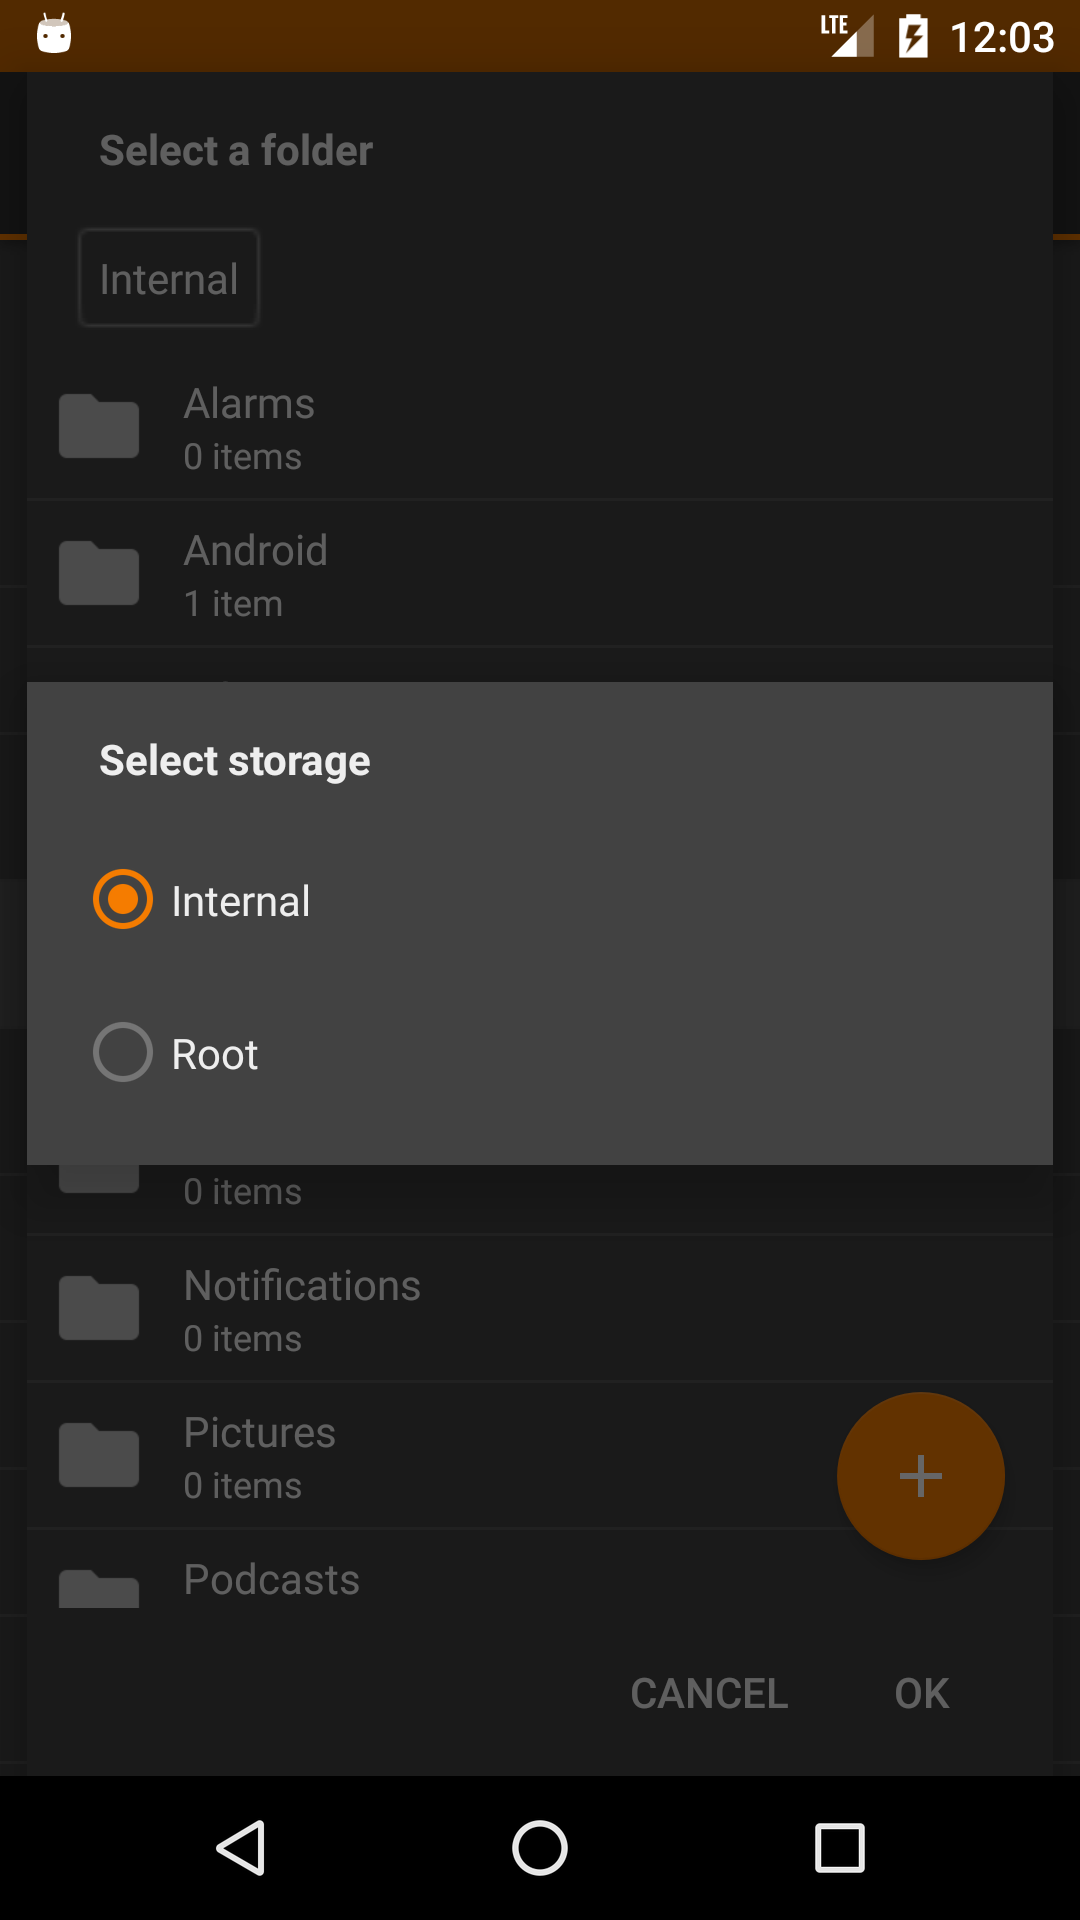 LTE 12:03
Select a folder
Internal
Alarms
0 items
Android
1 item
Select storage
Internal
Root
0 items
Notifications
0 items
Pictures
0 items
Podcasts
CANCEL OK